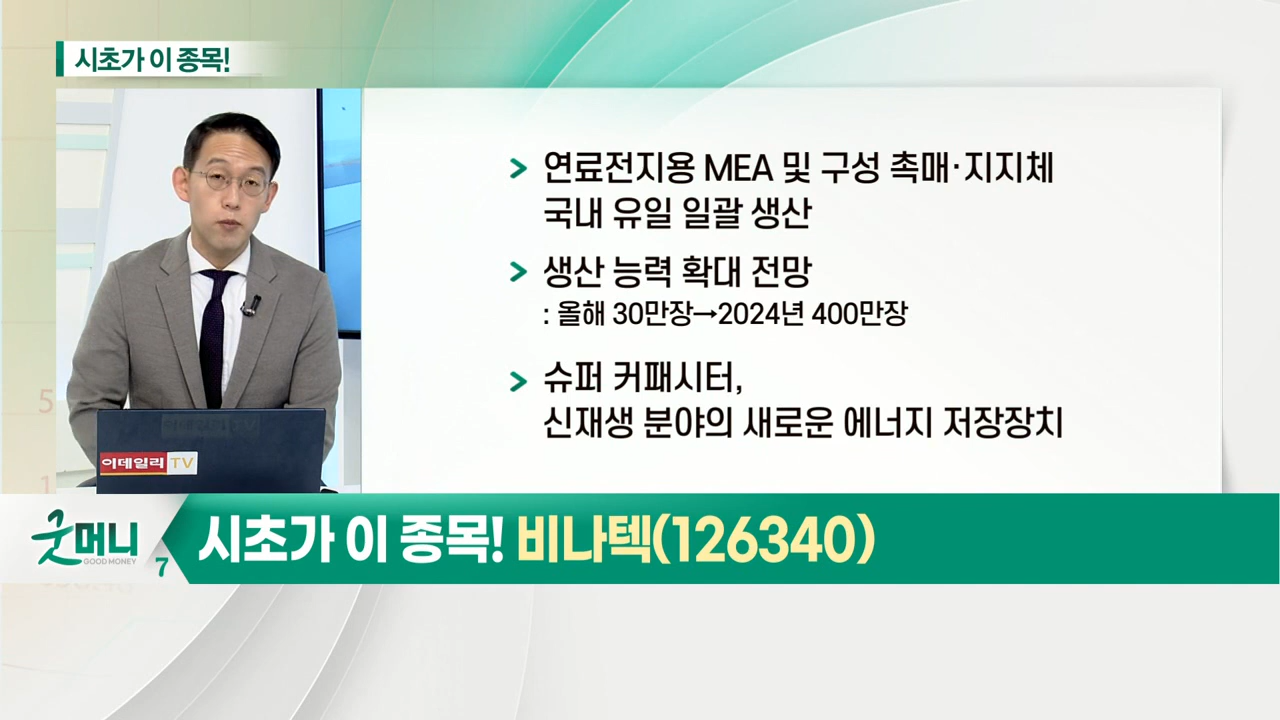 시초가 이 종목!
연료전지용 MEA 및 구성 촉매·지지체
국내 유일 일괄 생산
생산 능력 확대 전망
: 올해 30만장→2024년 400만장
슈퍼 커패시터,
신재생 분야의 새로운 에너지 저장장치
5
이데일리 TV
1
굿머니
GOOD MONEY
7
시초가 이 종목! 비나텍(126340)